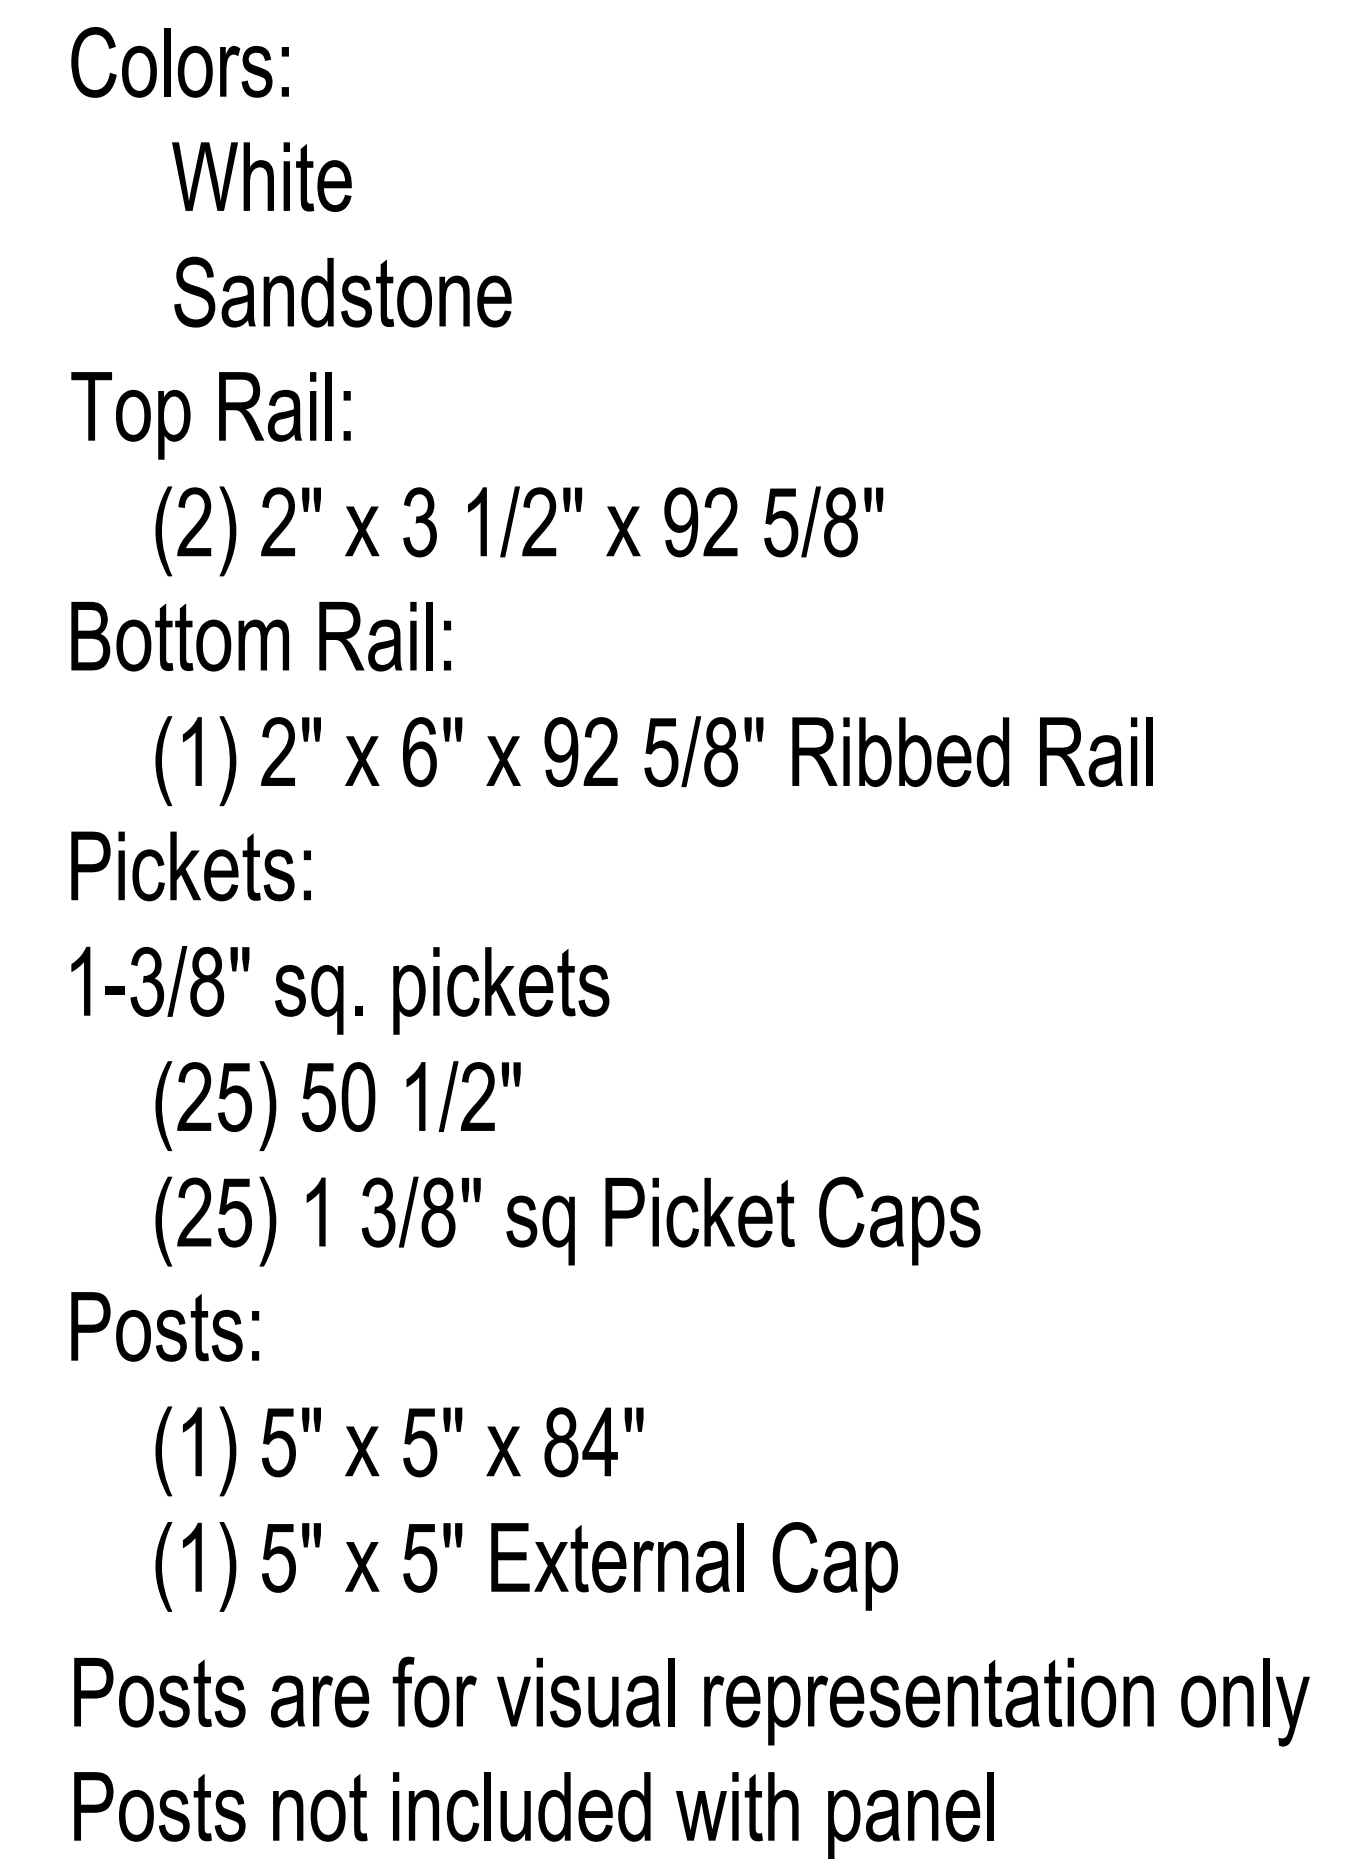 Colors:
White
Sandstone
Top Rail:
(2) 2" x 3 1/2" x 92 5/8"
Bottom Rail:
(1) 2" x 6" x 92 5/8" Ribbed Rail
Pickets:
1-3/8" sq. pickets
(25) 50 1/2"
(25) 1 3/8" sq Picket Caps
Posts:
(1) 5" x 5" x 84"
(1) 5" x 5" External Cap
Posts are for visual representation only
Posts not included with panel